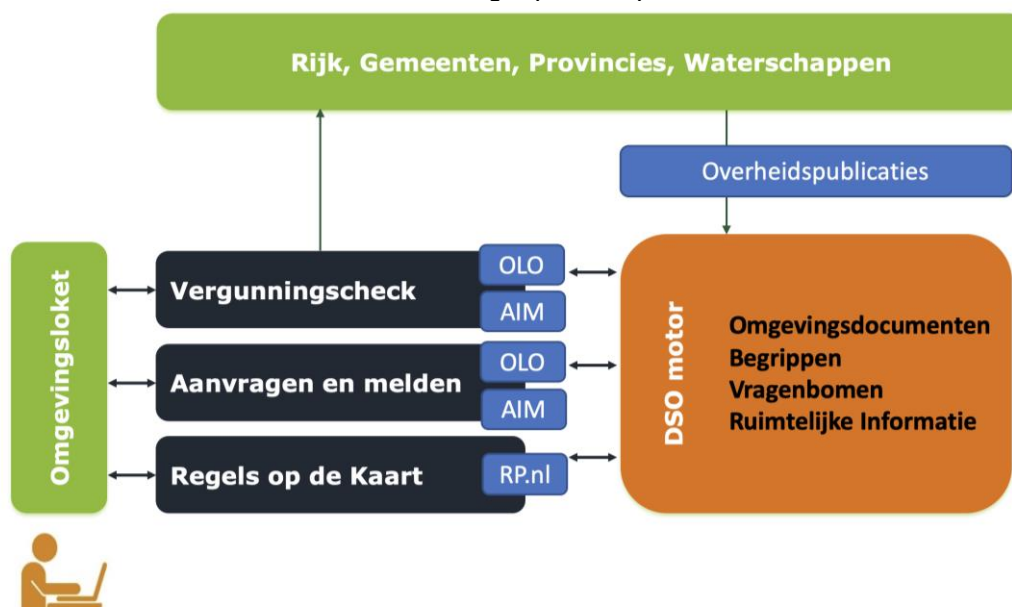 Rijk, Gemeenten, Provincies, Waterschappen
Overheidspublicaties
Omgevingsloket
Vergunningscheck
OLO
AIM
Aanvragen en melden
OLO
AIM
Regels op de Kaart
RP.nl
DSO motor
Omgevingsdocumenten
Begrippen
Vragenbomen
Ruimtelijke Informatie